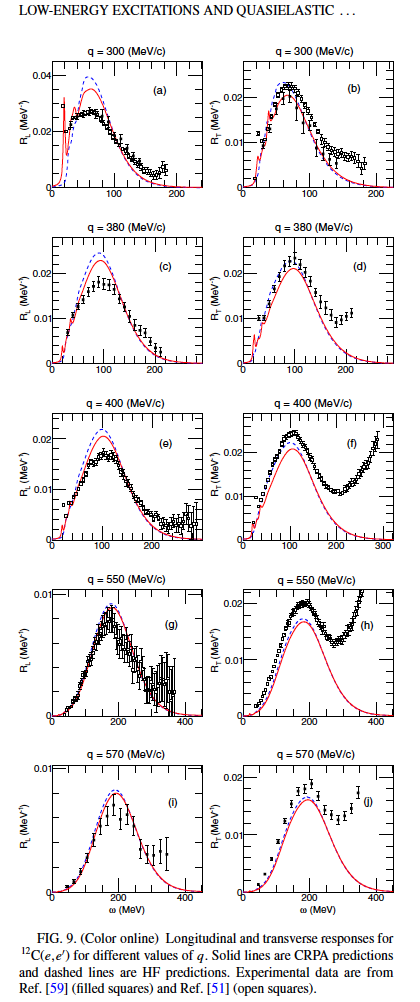 LOW-ENERGY EXCITATIONS AND QUASIELASTIC …
q = 300 (MeV/c)
q = 300 (MeV/c)
(a)
(b)
R_L (MeV⁻¹)
R_T (MeV⁻¹)
0.04
0.02
0
0.02
0.01
0
0 100 200
0 100 200
q = 380 (MeV/c)
q = 380 (MeV/c)
(c)
(d)
R_L (MeV⁻¹)
R_T (MeV⁻¹)
0.02
0.01
0
0.02
0.01
0
0 100 200
0 100 200
q = 400 (MeV/c)
q = 400 (MeV/c)
(e)
(f)
R_L (MeV⁻¹)
R_T (MeV⁻¹)
0.02
0.01
0
0.02
0.01
0
0 100 200
0 100 200 300
q = 550 (MeV/c)
q = 550 (MeV/c)
(g)
(h)
R_L (MeV⁻¹)
R_T (MeV⁻¹)
0.01
0
0.02
0.01
0
0 200 400
0 200 400
q = 570 (MeV/c)
q = 570 (MeV/c)
(i)
(j)
R_L (MeV⁻¹)
R_T (MeV⁻¹)
0.01
0
0.02
0.01
0
0 200 400
0 200 400
ω (MeV)
ω (MeV)
FIG. 9. (Color online) Longitudinal and transverse responses for
¹²C(e,e′) for different values of q. Solid lines are CRPA predictions
and dashed lines are HF predictions. Experimental data are from
Ref. [59] (filled squares) and Ref. [51] (open squares).